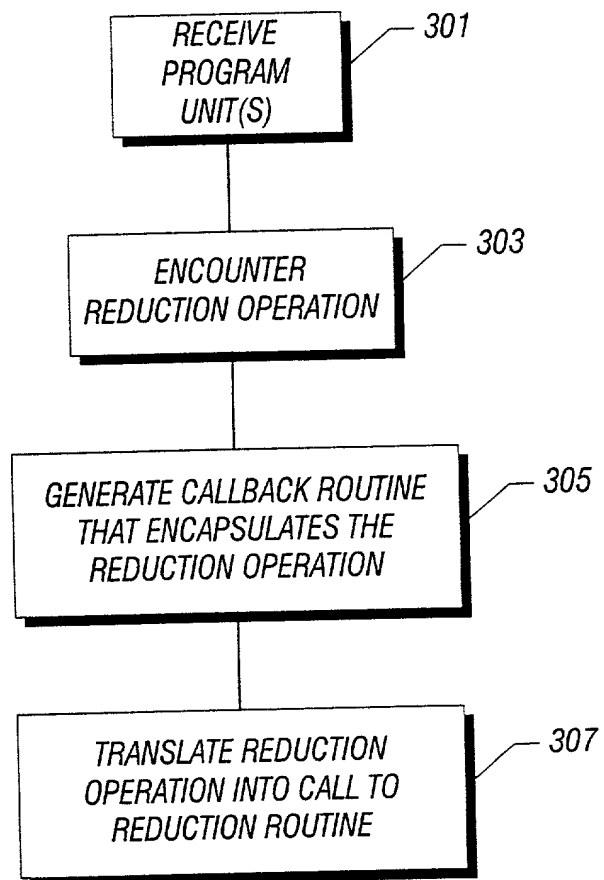 RECEIVE
PROGRAM
UNIT(S)
301
ENCOUNTER
REDUCTION OPERATION
303
GENERATE CALLBACK ROUTINE
THAT ENCAPSULATES THE
REDUCTION OPERATION
305
TRANSLATE REDUCTION
OPERATION INTO CALL TO
REDUCTION ROUTINE
307